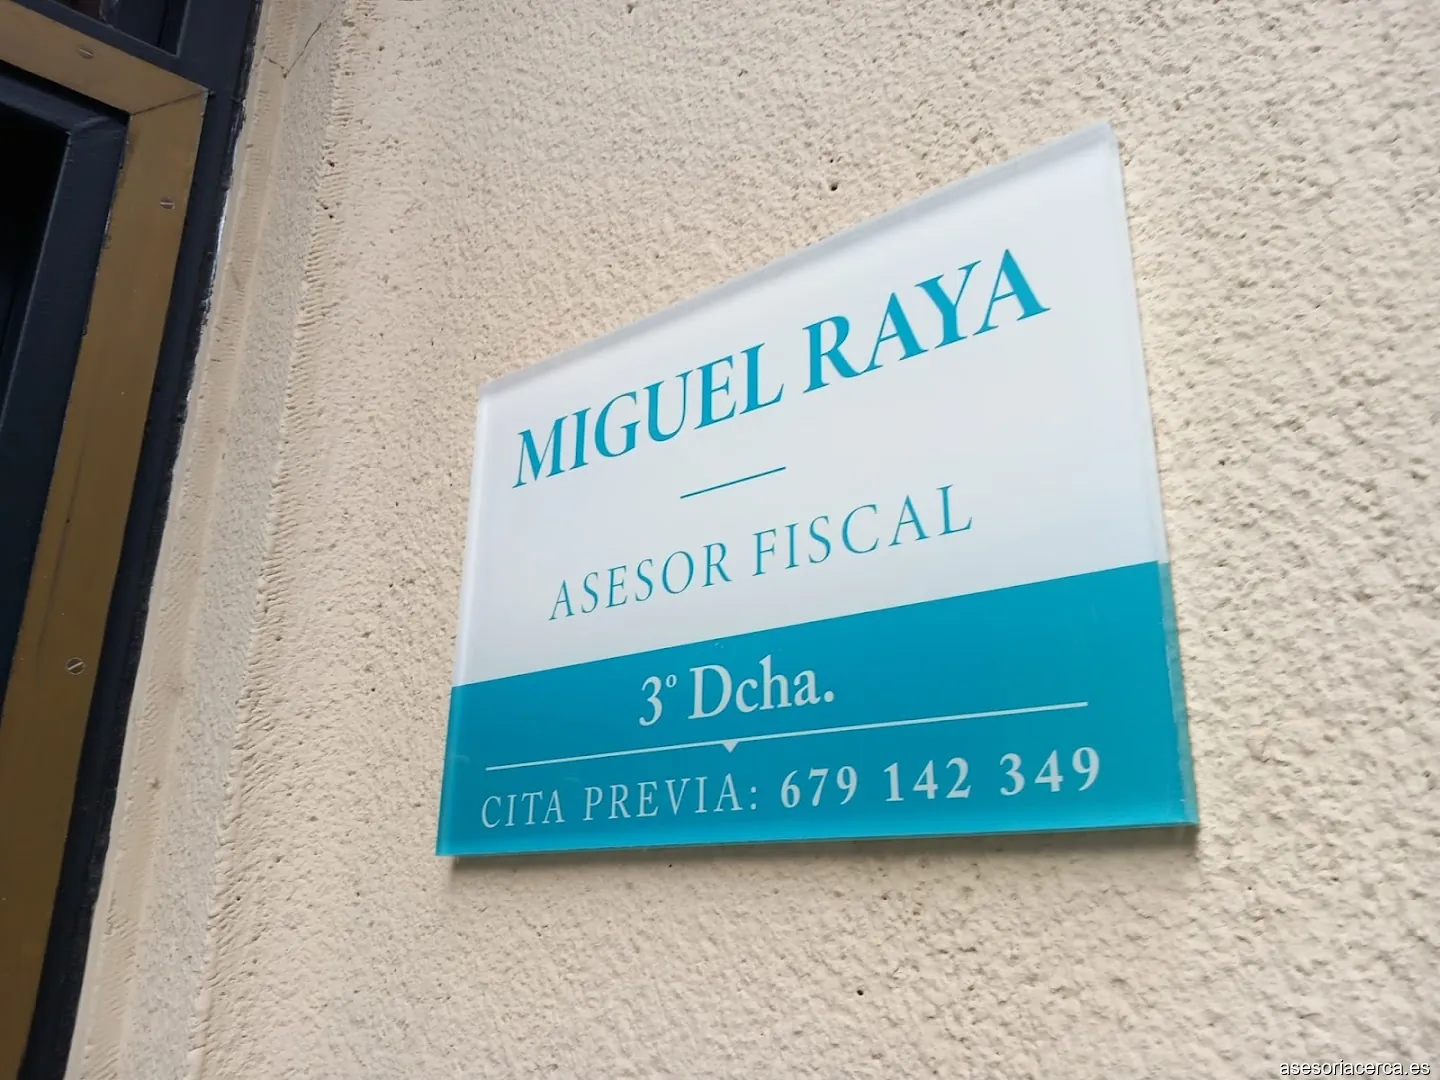 MIGUEL RAYA
ASESOR FISCAL
3º Dcha.
CITA PREVIA: 679 142 349
asesoriacerca.es